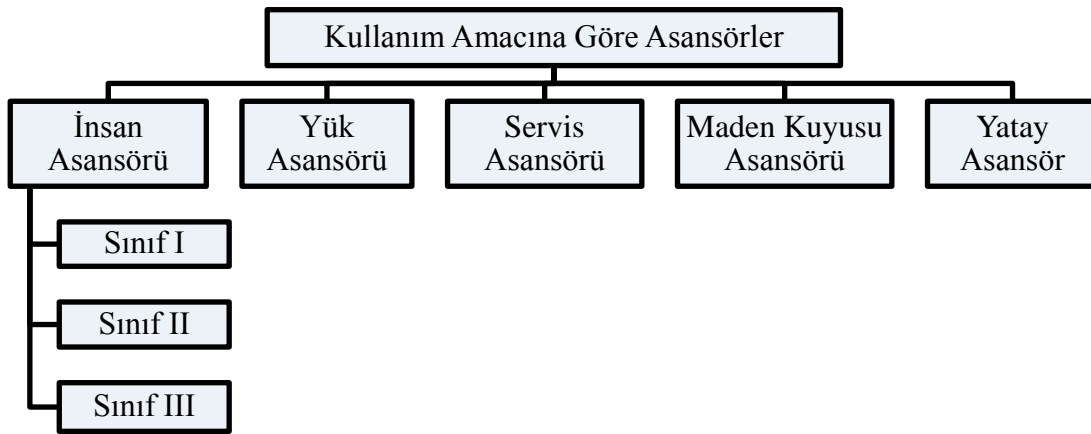 Kullanım Amacına Göre Asansörler
İnsan
Asansörü
Yük
Asansörü
Servis
Asansörü
Maden Kuyusu
Asansörü
Yatay
Asansör
Sınıf I
Sınıf II
Sınıf III